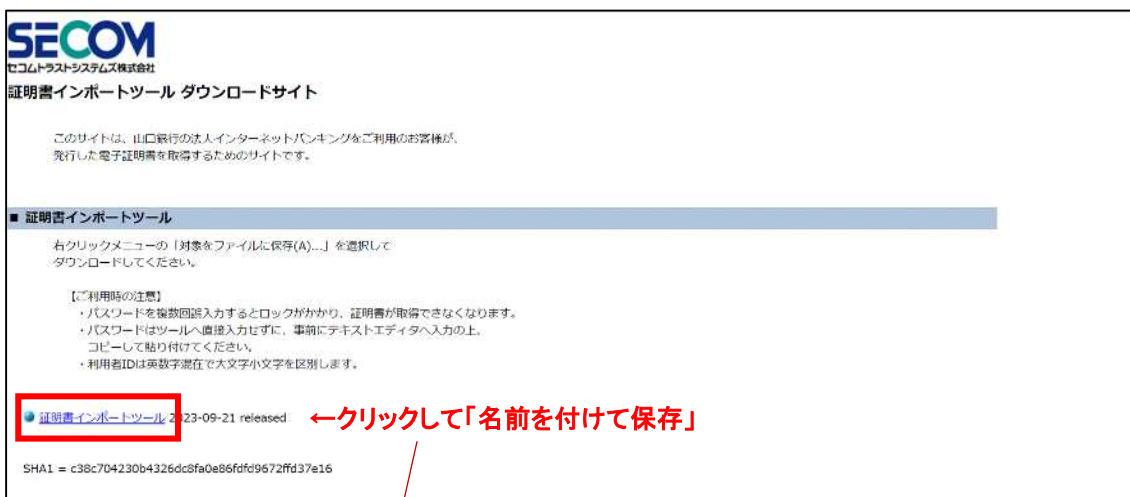 SECOM
セコムトラストシステムズ株式会社
証明書インポートツール ダウンロードサイト
このサイトは、山口銀行の法人インターネットバンキングをご利用のお客様が、
発行した電子証明書を取得するためのサイトです。
■ 証明書インポートツール
右クリックメニューの「対象をファイルに保存(A)...」を選択して
ダウンロードしてください。
【ご利用時の注意】
・パスワードを複数回誤入力するとロックがかかり、証明書が取得できなくなります。
・パスワードはツールへ直接入力せずに、事前にテキストエディタへ入力の上、
コピーして貼り付けてください。
・利用者IDは英数字混在で大文字小文字を区別します。
証明書インポートツール 2023-09-21 released ←クリックして「名前を付けて保存」
SHA1 = c38c704230b4326dc8fa0e86fdfd9672ffd37e16